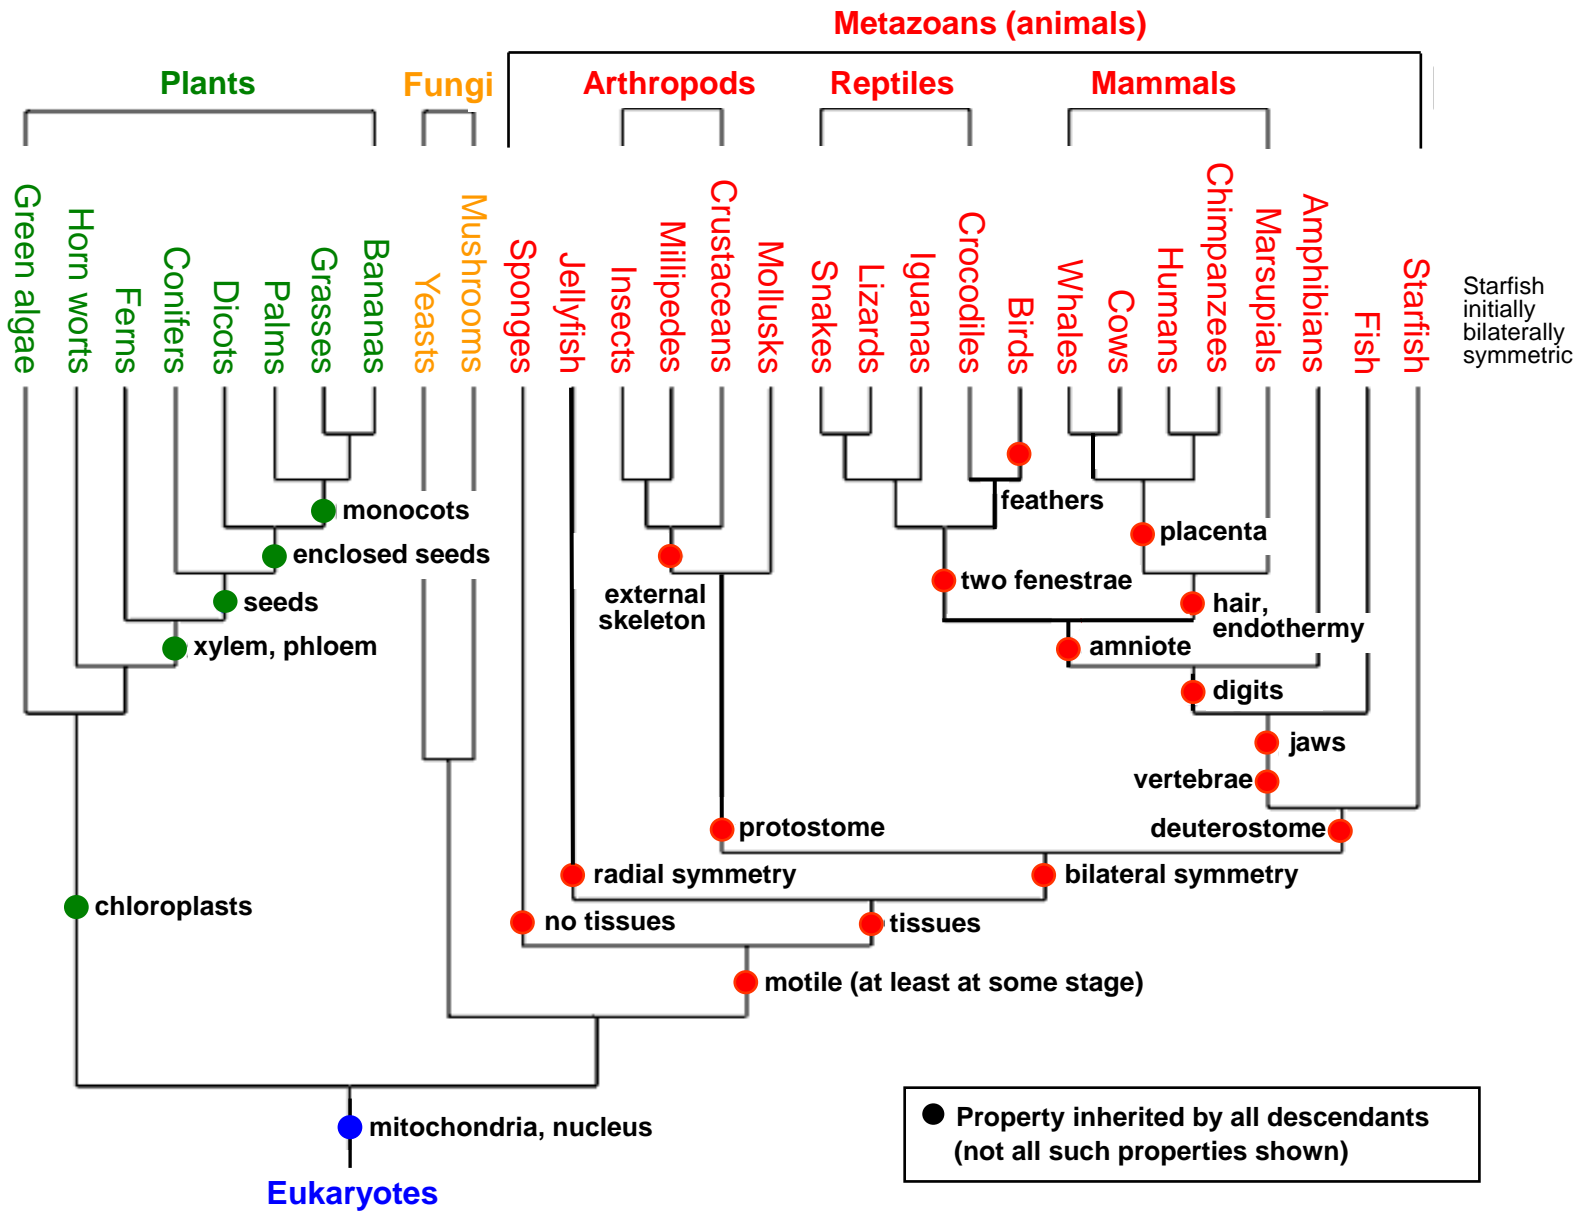 Metazoans (animals)
Plants
Fungi
Arthropods
Reptiles
Mammals
Green algae
Horn worts
Ferns
Conifers
Dicots
Palms
Grasses
Bananas
Yeasts
Mushrooms
Sponges
Jellyfish
Insects
Millipedes
Crustaceans
Mollusks
Snakes
Lizards
Iguanas
Crocodiles
Birds
Whales
Cows
Humans
Chimpanzees
Marsupials
Amphibians
Fish
Starfish
Starfish
initially
bilaterally
symmetric
monocots
feathers
enclosed seeds
placenta
seeds
external
skeleton
two fenestrae
hair,
endothermy
xylem, phloem
amniote
digits
jaws
vertebrae
protostome
deuterostome
radial symmetry
bilateral symmetry
chloroplasts
no tissues
tissues
motile (at least at some stage)
mitochondria, nucleus
Property inherited by all descendants
(not all such properties shown)
Eukaryotes